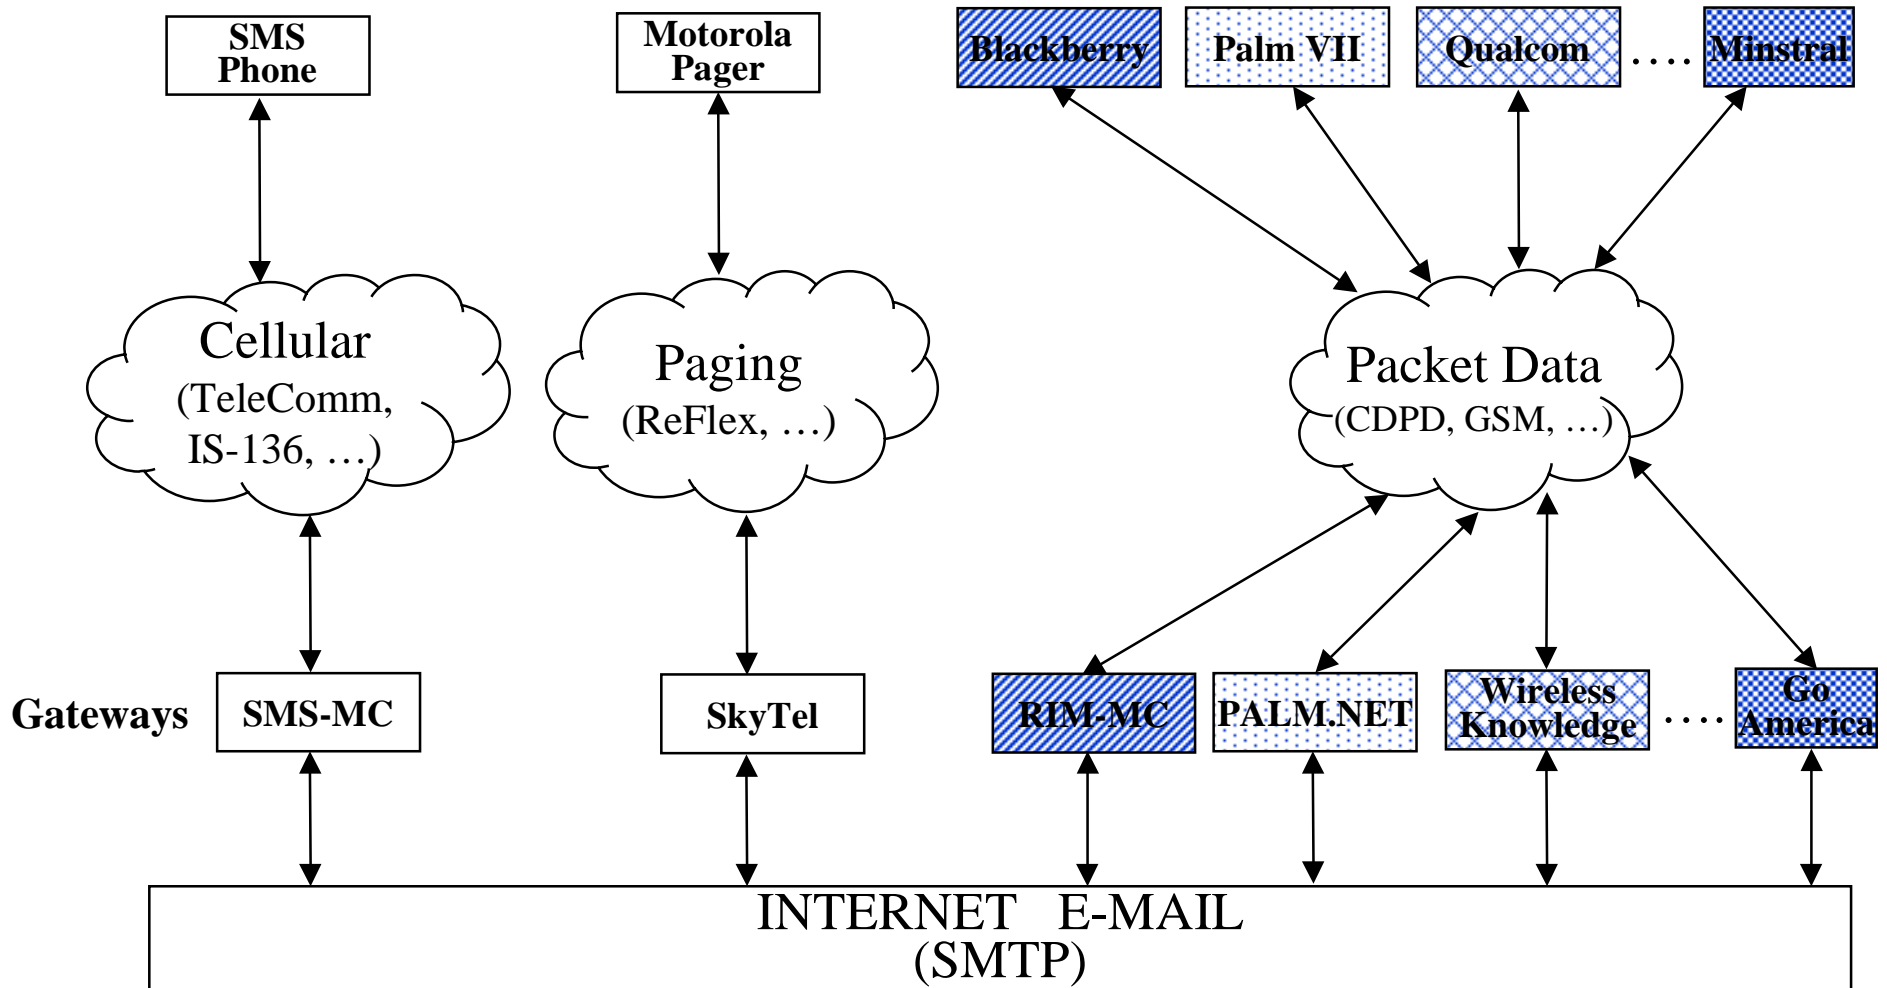 SMS
Phone
Motorola
Pager
Blackberry
Palm VII
Qualcom
....
Minstral
Cellular
(TeleComm,
IS-136, …)
Paging
(ReFlex, …)
Packet Data
(CDPD, GSM, …)
Gateways
SMS-MC
SkyTel
RIM-MC
PALM.NET
Wireless
Knowledge
....
Go
America
INTERNET E-MAIL
(SMTP)